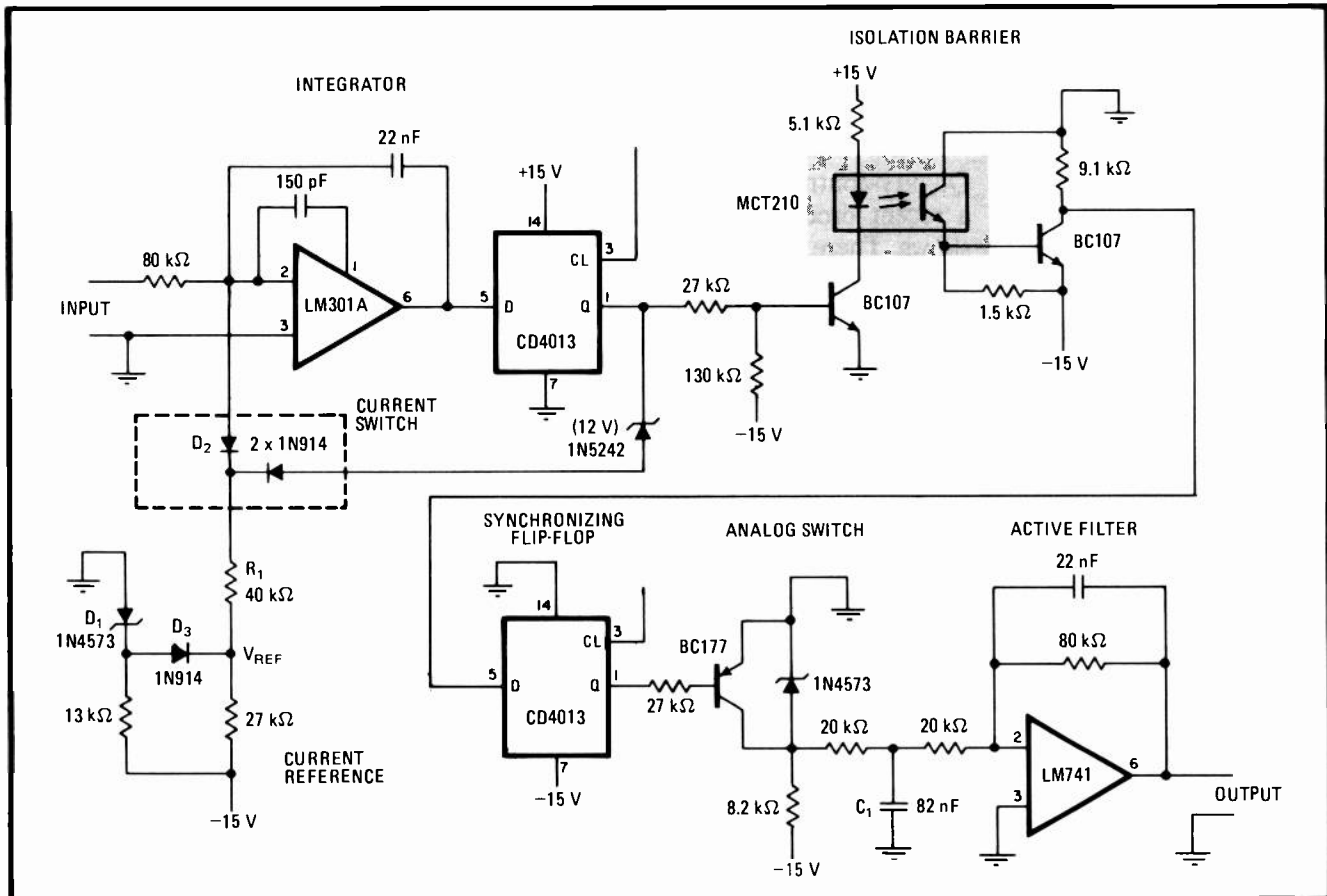 ISOLATION BARRIER
INTEGRATOR
+15 V
5.1 kΩ
22 nF
150 pF
+15 V
9.1 kΩ
MCT210
14
3
CL
BC107
80 kΩ
2
1
LM301A
6
5
D
Q
1
27 kΩ
INPUT
3
CD4013
BC107
1.5 kΩ
7
130 kΩ
−15 V
CURRENT
SWITCH
(12 V)
1N5242
−15 V
D2
2 x 1N914
SYNCHRONIZING
FLIP-FLOP
ANALOG SWITCH
ACTIVE FILTER
22 nF
R1
40 kΩ
14
D1
1N4573
D3
CL
3
BC177
80 kΩ
VREF
1N914
5
D
Q
1
1N4573
27 kΩ
13 kΩ
27 kΩ
CD4013
20 kΩ
20 kΩ
2
LM741
6
7
CURRENT
REFERENCE
−15 V
8.2 kΩ
C1
82 nF
3
OUTPUT
−15 V
−15 V